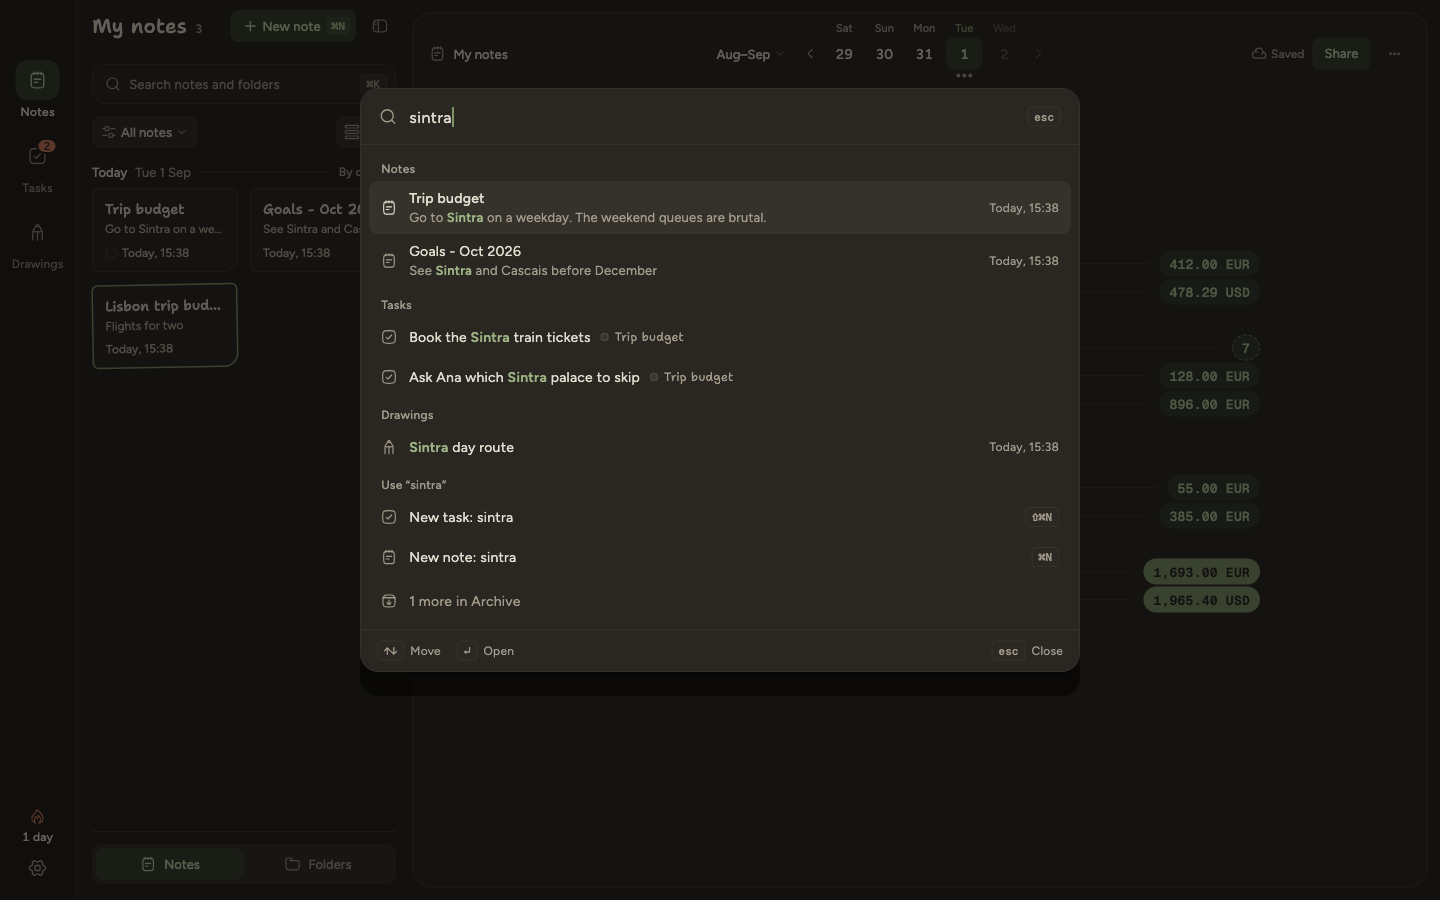 My notes 3
+ New note ⌘N
Search notes and folders ⌘K
All notes
Notes
2
Tasks
Drawings
Today Tue 1 Sep
Trip budget
Go to Sintra on a we...
Today, 15:38
Goals - Oct
See Sintra and
Today, 15:38
Lisbon trip bud...
Flights for two
Today, 15:38
1 day
Notes
Folders
My notes
Aug–Sep
Sat Sun Mon Tue Wed
29 30 31 1 2
Saved
Share
sintra
esc
Notes
Trip budget
Go to Sintra on a weekday. The weekend queues are brutal.
Today, 15:38
Goals - Oct 2026
See Sintra and Cascais before December
Today, 15:38
Tasks
Book the Sintra train tickets Trip budget
Ask Ana which Sintra palace to skip Trip budget
Drawings
Sintra day route
Today, 15:38
Use "sintra"
New task: sintra ⇧⌘N
New note: sintra ⌘N
1 more in Archive
Move Open
esc Close
412.00 EUR
478.29 USD
7
128.00 EUR
896.00 EUR
55.00 EUR
385.00 EUR
1,693.00 EUR
1,965.40 USD